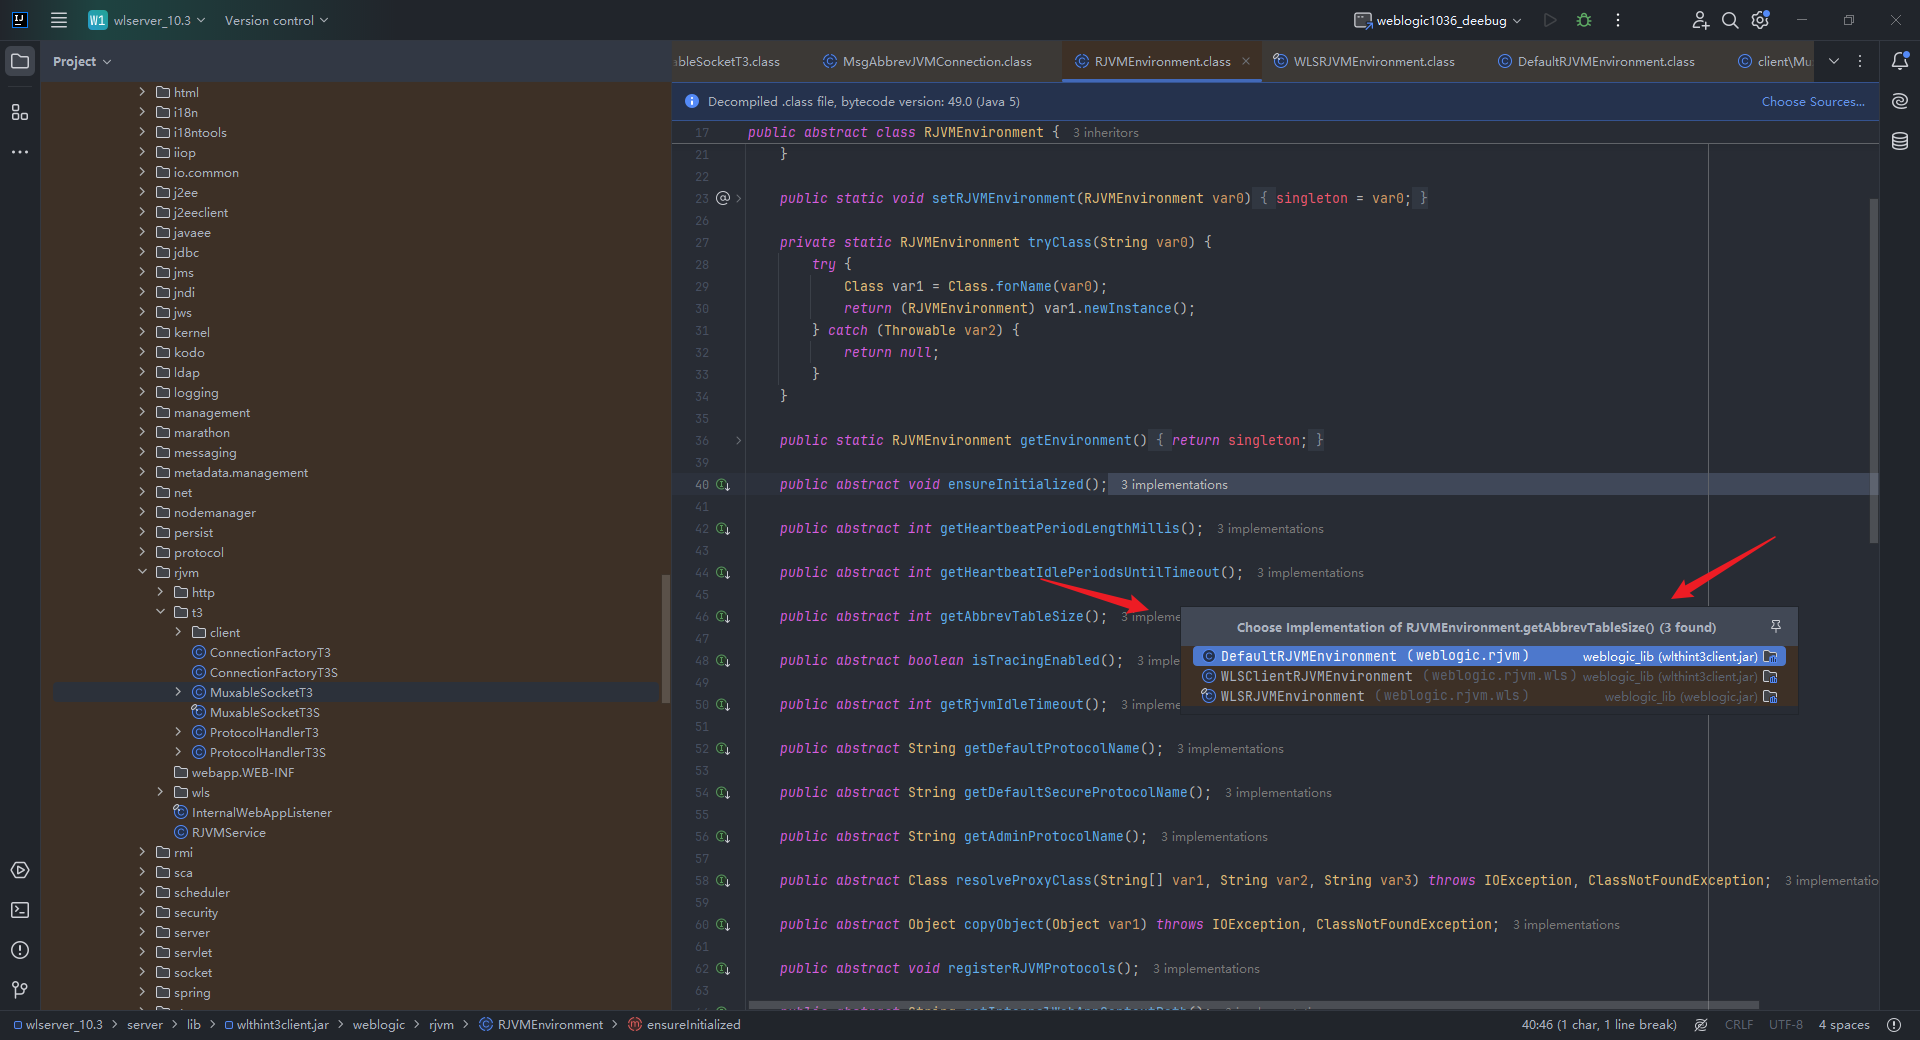 W1 wlserver_10.3 Version control weblogic1036_deebug
Project
ableSocketT3.class MsgAbbrevJVMConnection.class RJVMEnvironment.class WLSRJVMEnvironment.class DefaultRJVMEnvironment.class client\Mu
Decompiled .class file, bytecode version: 49.0 (Java 5) Choose Sources...
html
i18n
i18ntools
iiop
io.common
j2ee
j2eeclient
javaee
jdbc
jms
jndi
jws
kernel
kodo
ldap
logging
management
marathon
messaging
metadata.management
net
nodemanager
persist
protocol
rjvm
http
t3
client
ConnectionFactoryT3
ConnectionFactoryT3S
MuxableSocketT3
MuxableSocketT3S
ProtocolHandlerT3
ProtocolHandlerT3S
webapp.WEB-INF
wls
InternalWebAppListener
RJVMService
rmi
sca
scheduler
security
server
servlet
socket
spring
17 public abstract class RJVMEnvironment { 3 inheritors
21 }
22
23 public static void setRJVMEnvironment(RJVMEnvironment var0) { singleton = var0; }
26
27 private static RJVMEnvironment tryClass(String var0) {
28 try {
29 Class var1 = Class.forName(var0);
30 return (RJVMEnvironment) var1.newInstance();
31 } catch (Throwable var2) {
32 return null;
33 }
34 }
35
36 public static RJVMEnvironment getEnvironment() { return singleton; }
39
40 public abstract void ensureInitialized(); 3 implementations
41
42 public abstract int getHeartbeatPeriodLengthMillis(); 3 implementations
43
44 public abstract int getHeartbeatIdlePeriodsUntilTimeout(); 3 implementations
45
46 public abstract int getAbbrevTableSize(); 3 impleme
47
48 public abstract boolean isTracingEnabled(); 3 imple
49
50 public abstract int getRjvmIdleTimeout(); 3 impleme
51
52 public abstract String getDefaultProtocolName(); 3 implementations
53
54 public abstract String getDefaultSecureProtocolName(); 3 implementations
55
56 public abstract String getAdminProtocolName(); 3 implementations
57
58 public abstract Class resolveProxyClass(String[] var1, String var2, String var3) throws IOException, ClassNotFoundException; 3 implementatio
59
60 public abstract Object copyObject(Object var1) throws IOException, ClassNotFoundException; 3 implementations
61
62 public abstract void registerRJVMProtocols(); 3 implementations
63
Choose Implementation of RJVMEnvironment.getAbbrevTableSize() (3 found)
DefaultRJVMEnvironment (weblogic.rjvm) weblogic_lib (wlthint3client.jar)
WLSClientRJVMEnvironment (weblogic.rjvm.wls) weblogic_lib (wlthint3client.jar)
WLSRJVMEnvironment (weblogic.rjvm.wls) weblogic_lib (weblogic.jar)
wlserver_10.3 > server > lib > wlthint3client.jar > weblogic > rjvm > RJVMEnvironment > ensureInitialized 40:46 (1 char, 1 line break) CRLF UTF-8 4 spaces